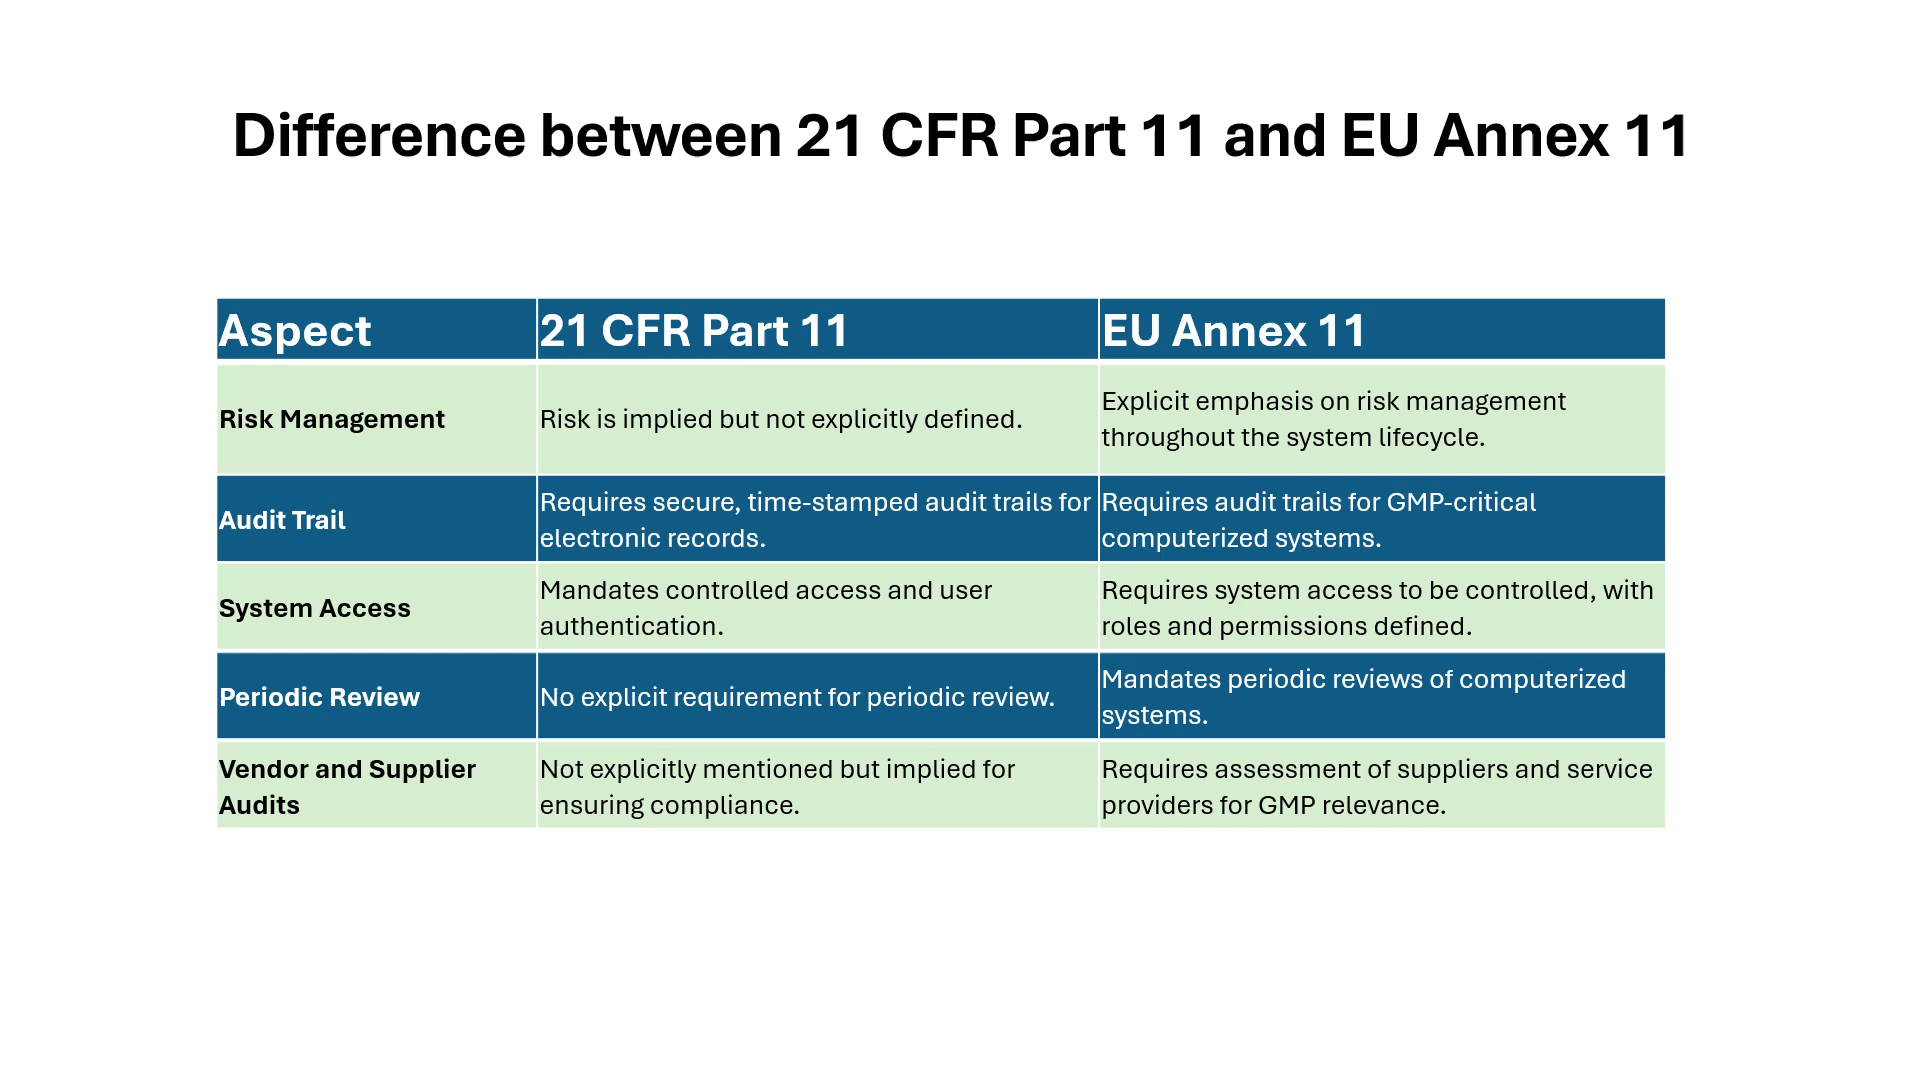 Difference between 21 CFR Part 11 and EU Annex 11
Aspect
21 CFR Part 11
EU Annex 11
Risk Management
Risk is implied but not explicitly defined.
Explicit emphasis on risk management
throughout the system lifecycle.
Audit Trail
Requires secure, time-stamped audit trails for
electronic records.
Requires audit trails for GMP-critical
computerized systems.
System Access
Mandates controlled access and user
authentication.
Requires system access to be controlled, with
roles and permissions defined.
Periodic Review
No explicit requirement for periodic review.
Mandates periodic reviews of computerized
systems.
Vendor and Supplier
Audits
Not explicitly mentioned but implied for
ensuring compliance.
Requires assessment of suppliers and service
providers for GMP relevance.